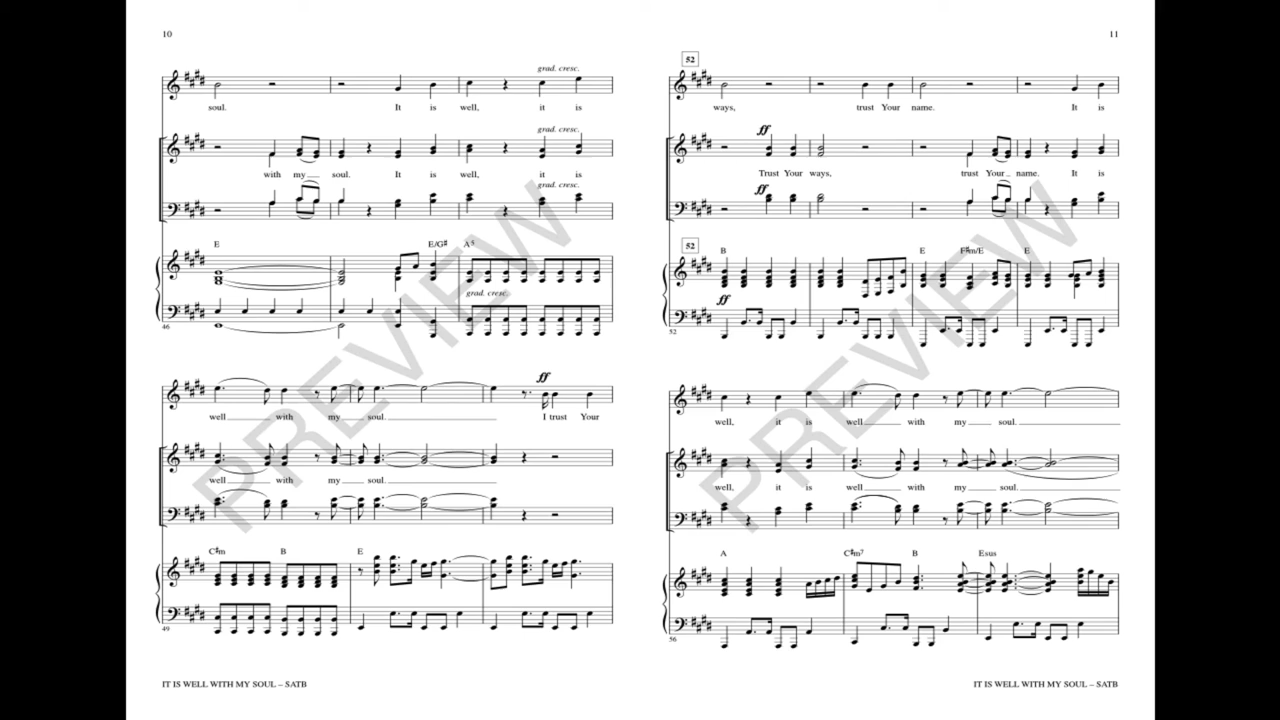 10
grad. cresc.
soul. It is well, it is
grad. cresc.
with my soul. It is well, it is
grad. cresc.
E E/G# A5
grad. cresc.
46
ff
well with my soul. I trust Your
well with my soul.
C#m B E
49
IT IS WELL WITH MY SOUL – SATB
11
52
ways, trust Your name. It is
ff
Trust Your ways, trust Your name. It is
ff
52
B E F#m/E E
ff
52
well, it is well with my soul.
well, it is well with my soul.
A C#m7 B Esus
56
IT IS WELL WITH MY SOUL – SATB
PREVIEW
PREVIEW